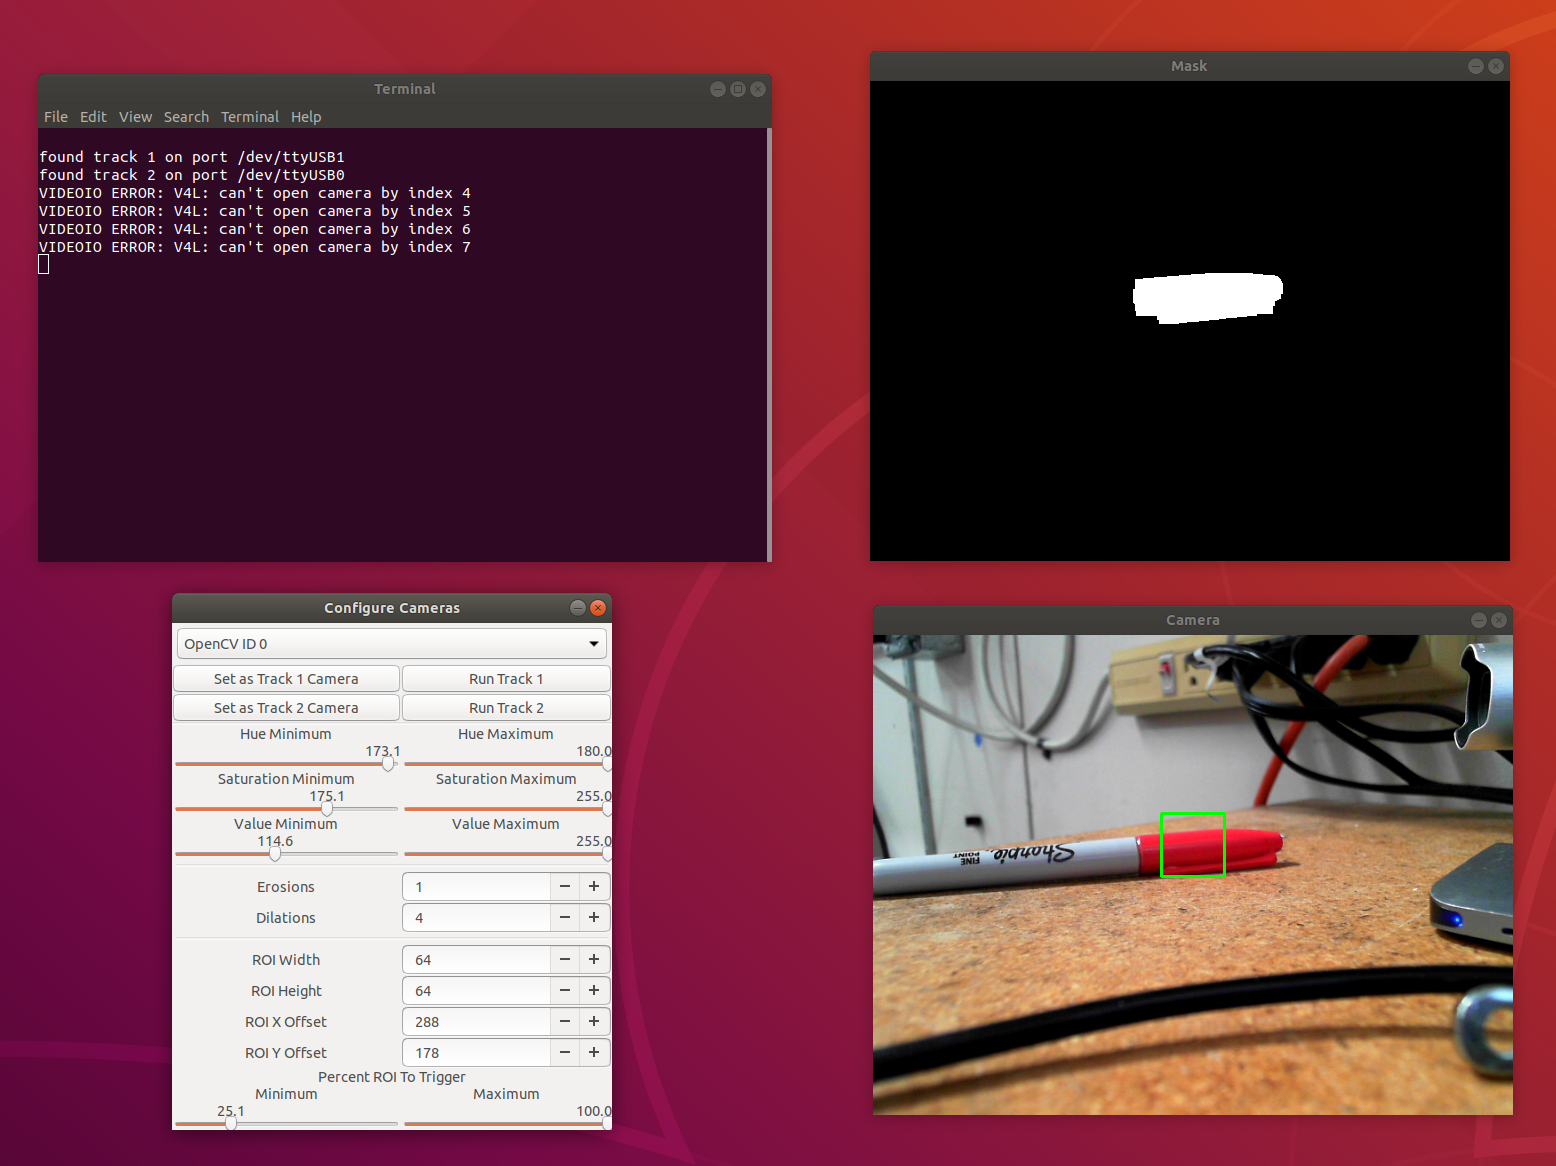 Terminal
File Edit View Search Terminal Help
found track 1 on port /dev/ttyUSB1
found track 2 on port /dev/ttyUSB0
VIDEOIO ERROR: V4L: can't open camera by index 4
VIDEOIO ERROR: V4L: can't open camera by index 5
VIDEOIO ERROR: V4L: can't open camera by index 6
VIDEOIO ERROR: V4L: can't open camera by index 7
Mask
Configure Cameras
OpenCV ID 0
Set as Track 1 Camera Run Track 1
Set as Track 2 Camera Run Track 2
Hue Minimum Hue Maximum
173.1 180.0
Saturation Minimum Saturation Maximum
175.1 255.0
Value Minimum Value Maximum
114.6 255.0
Erosions 1
Dilations 4
ROI Width 64
ROI Height 64
ROI X Offset 288
ROI Y Offset 178
Percent ROI To Trigger
Minimum Maximum
25.1 100.0
Camera
Sharpie
FINE
POINT